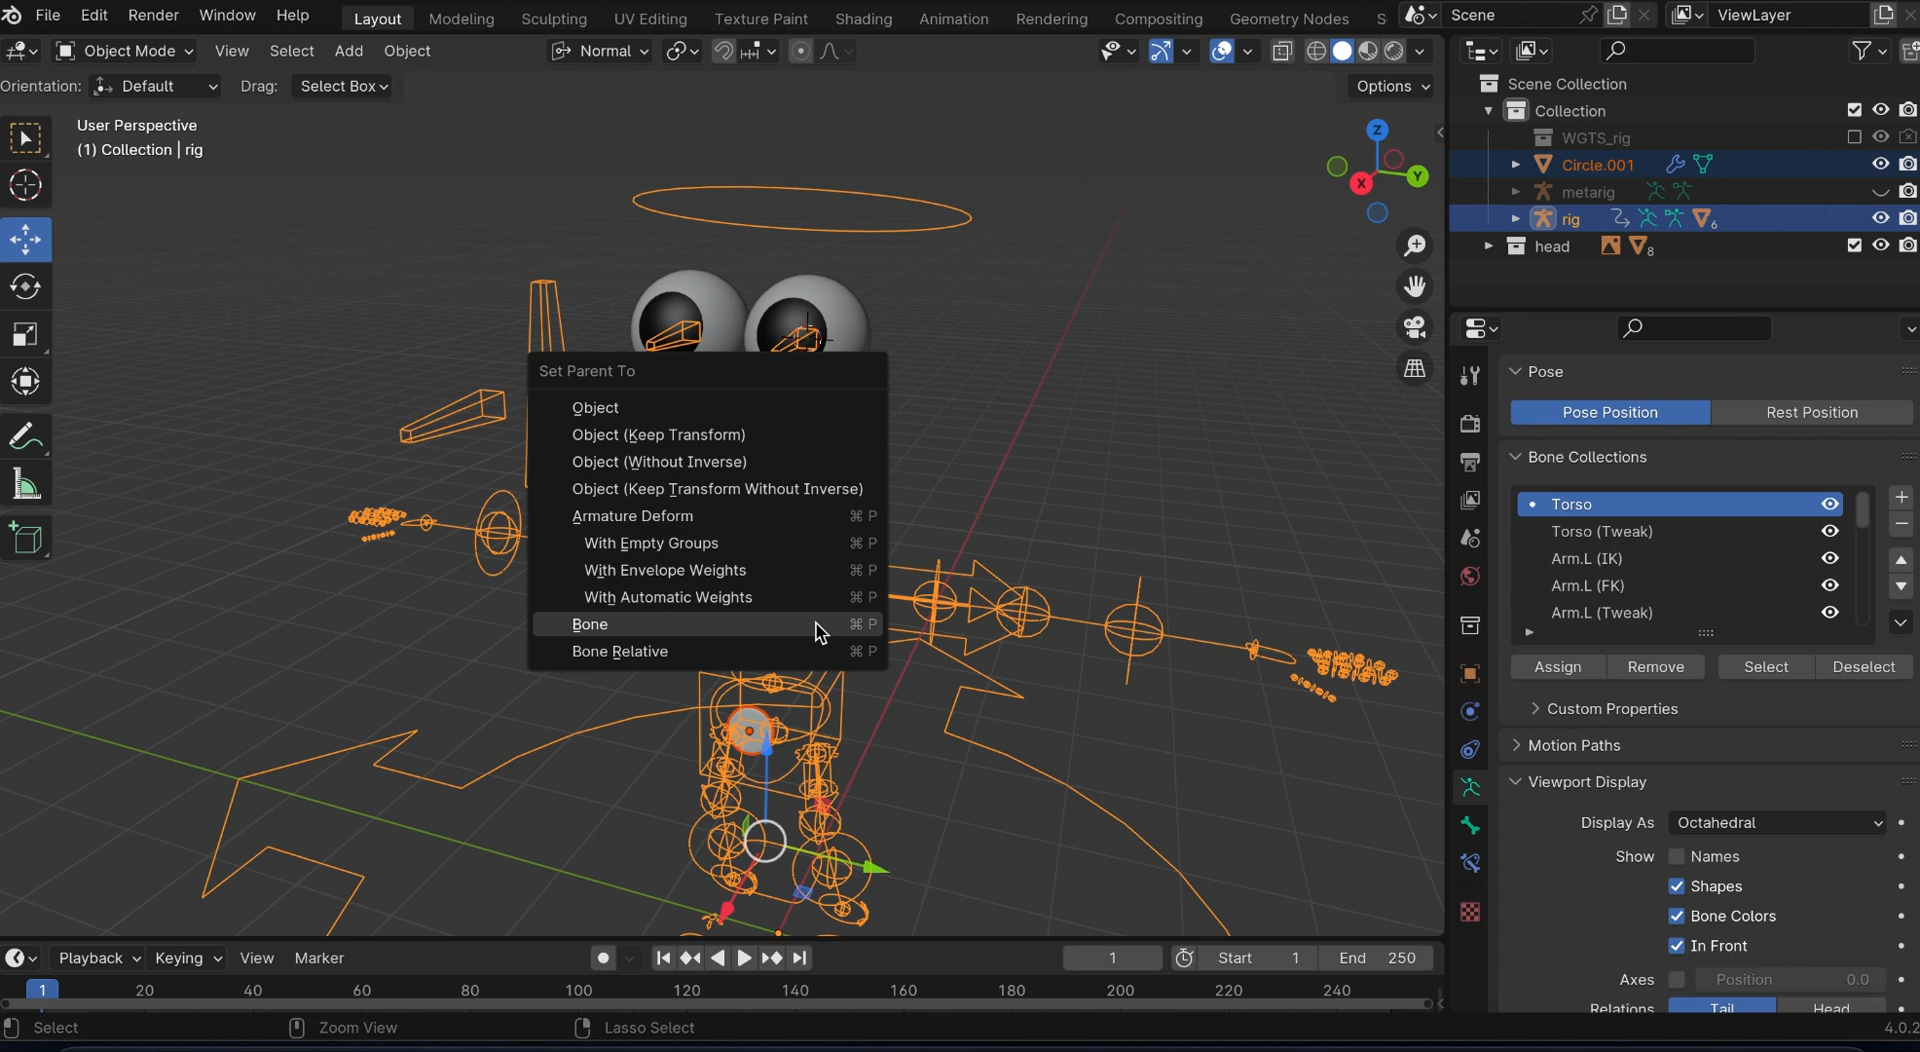 File Edit Render Window Help Layout Modeling Sculpting UV Editing Texture Paint Shading Animation Rendering Compositing Geometry Nodes S Scene ViewLayer
Object Mode View Select Add Object Normal
Orientation: Default Drag: Select Box Options
User Perspective
(1) Collection | rig
Z
Y
X
Set Parent To
Object
Object (Keep Transform)
Object (Without Inverse)
Object (Keep Transform Without Inverse)
Armature Deform ⌘ P
With Empty Groups ⌘ P
With Envelope Weights ⌘ P
With Automatic Weights ⌘ P
Bone ⌘ P
Bone Relative ⌘ P
Scene Collection
Collection
WGTS_rig
Circle.001
metarig
rig 6
head 8
Pose
Pose Position Rest Position
Bone Collections
Torso
Torso (Tweak)
Arm.L (IK)
Arm.L (FK)
Arm.L (Tweak)
Assign Remove Select Deselect
Custom Properties
Motion Paths
Viewport Display
Display As Octahedral
Show Names
Shapes
Bone Colors
In Front
Axes Position 0.0
Relations Tail Head
Playback Keying View Marker 1 Start 1 End 250
1 20 40 60 80 100 120 140 160 180 200 220 240
Select Zoom View Lasso Select 4.0.2